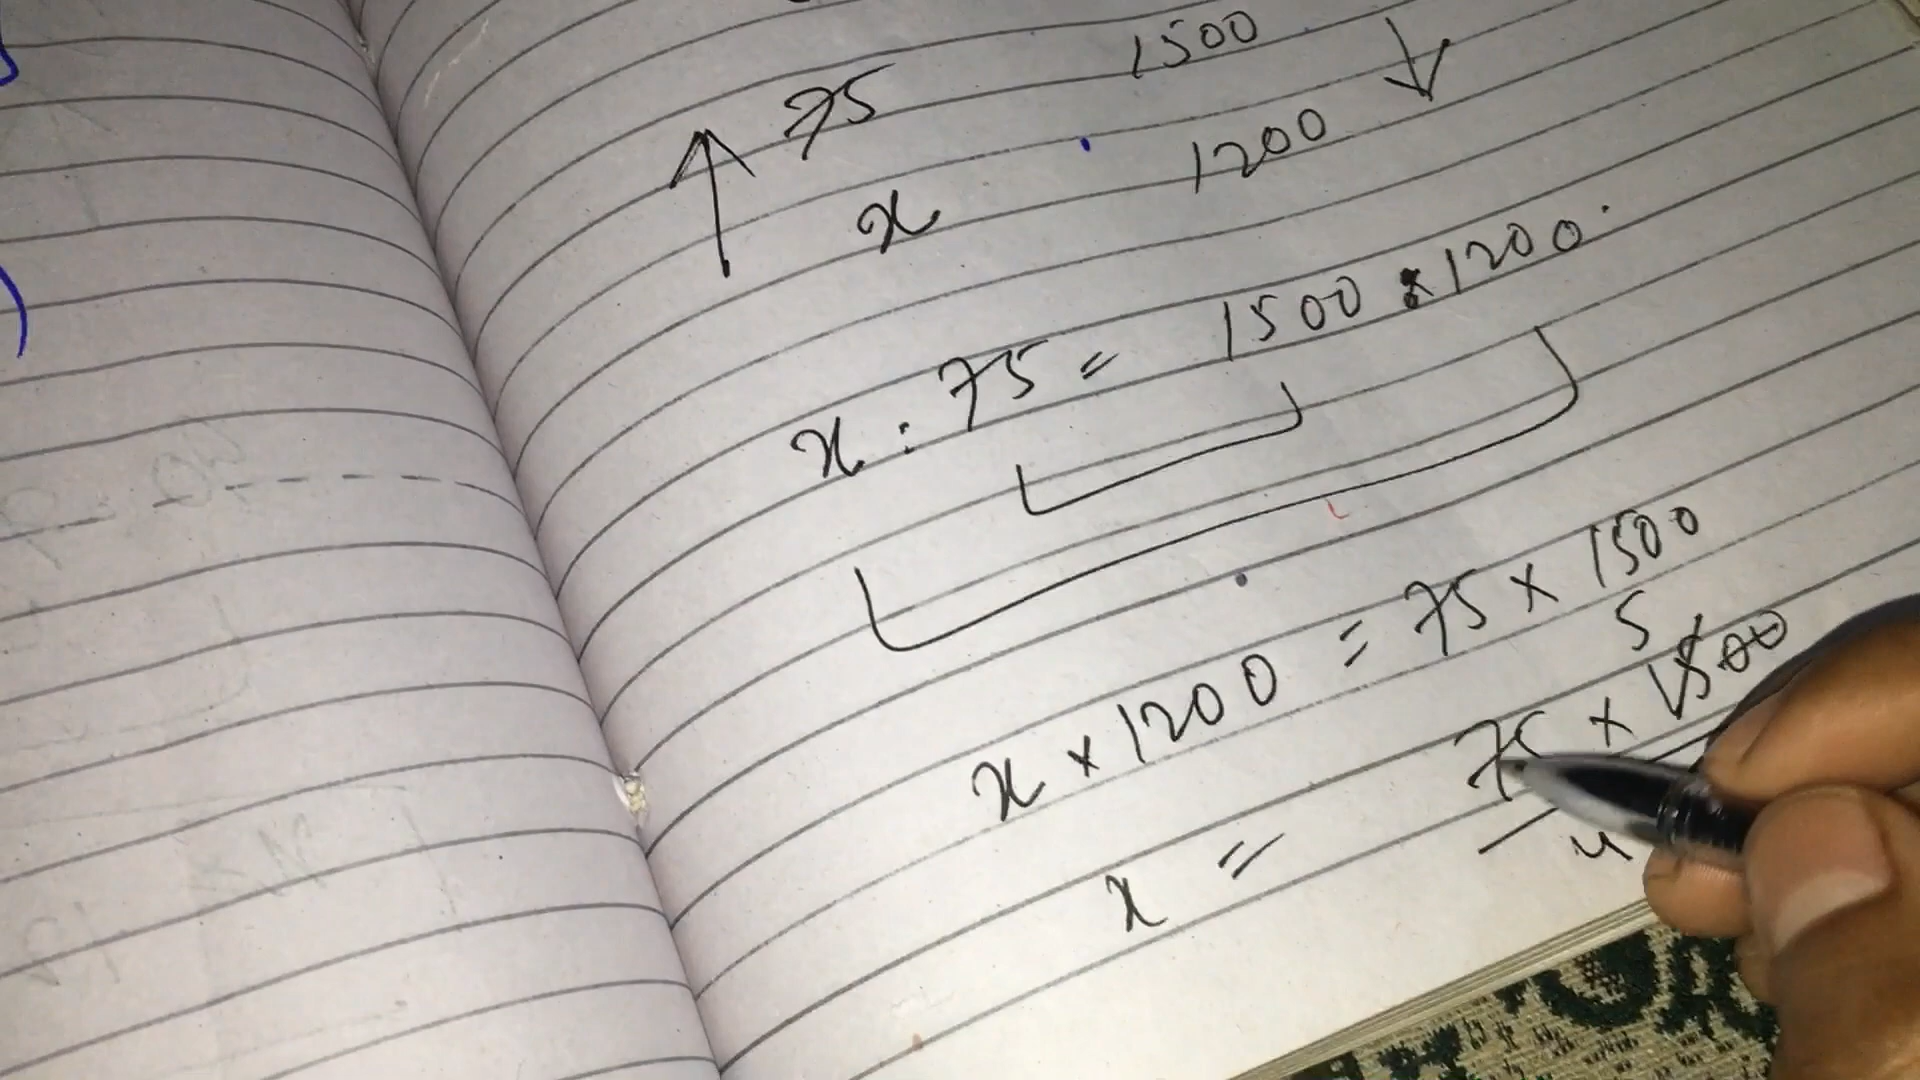 75 1500
x 1200
x : 75 = 1500 : 1200
x × 1200 = 75 × 1500
5
x = 75 × 1500
4